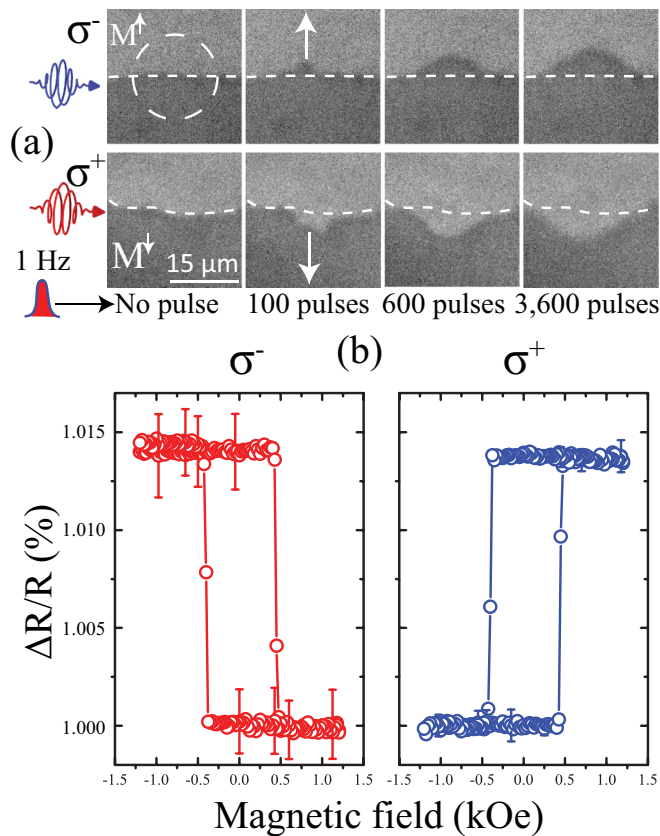 σ-
M↑
(a)
σ+
M↓
15 μm
1 Hz
No pulse
100 pulses
600 pulses
3,600 pulses
(b)
σ-
σ+
ΔR/R (%)
1.015
1.010
1.005
1.000
-1.5 -1.0 -0.5 0.0 0.5 1.0 1.5
-1.5 -1.0 -0.5 0.0 0.5 1.0 1.5
Magnetic field (kOe)